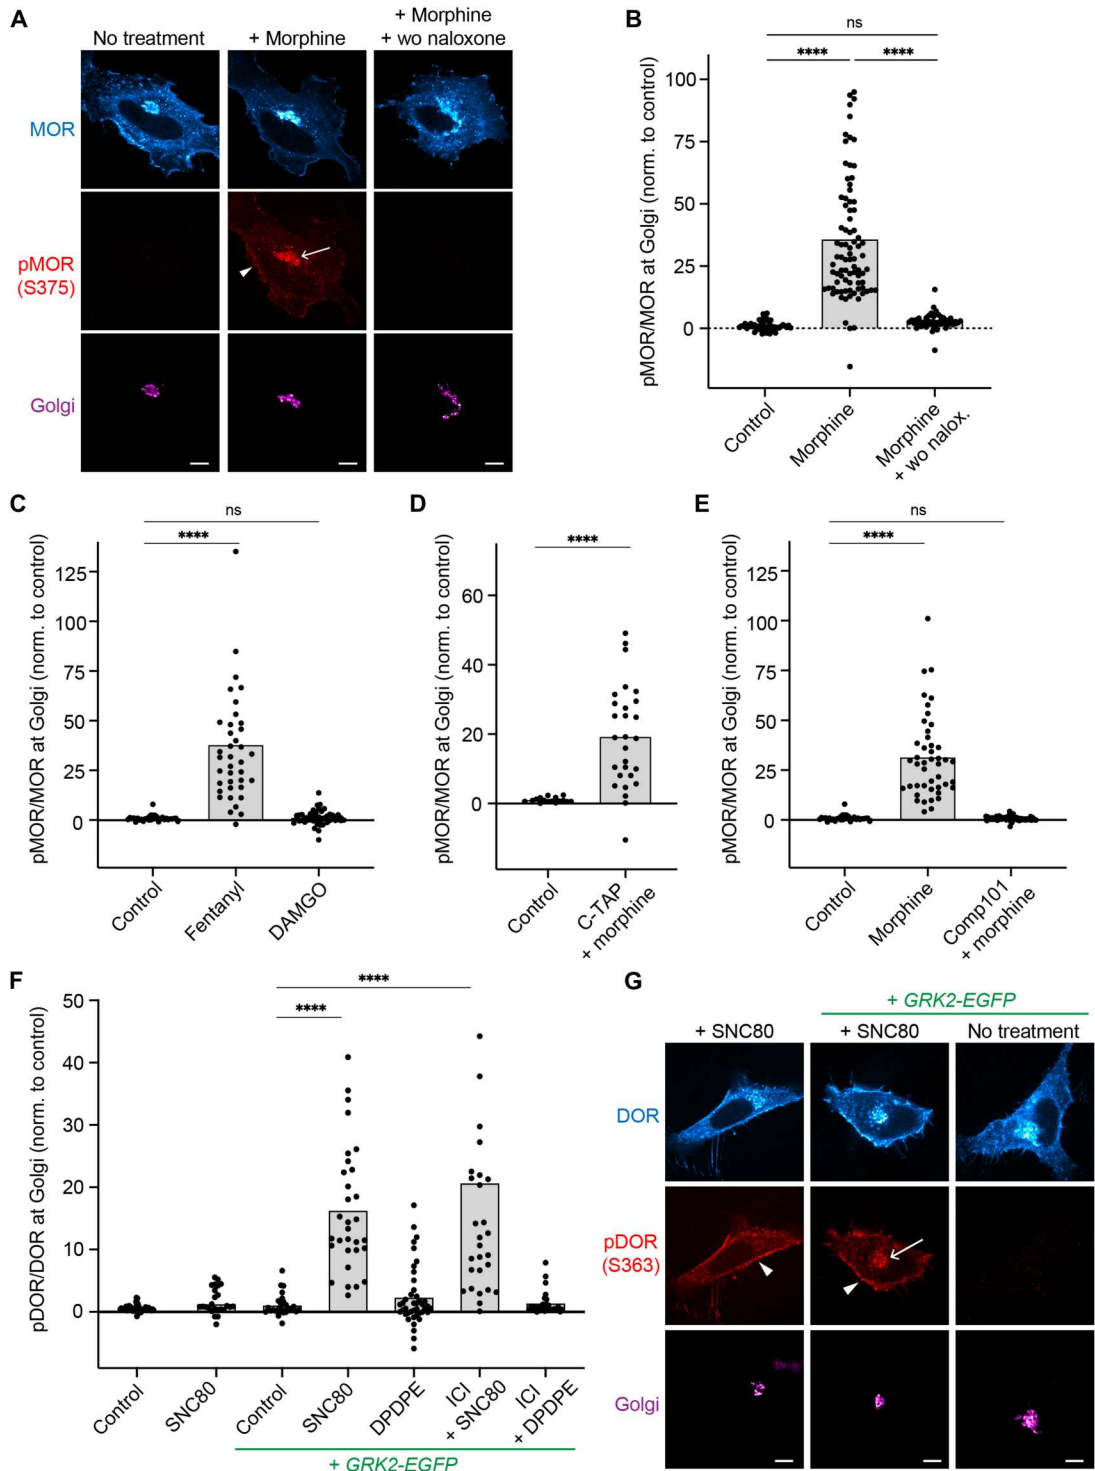 A
No treatment
+ Morphine
+ Morphine
+ wo naloxone
MOR
pMOR
(S375)
Golgi
B
ns
**** ****
pMOR/MOR at Golgi (norm. to control)
100
75
50
25
0
Control
Morphine
Morphine
+ wo nalox.
C
ns
****
pMOR/MOR at Golgi (norm. to control)
125
100
75
50
25
0
Control
Fentanyl
DAMGO
D
****
pMOR/MOR at Golgi (norm. to control)
60
40
20
0
Control
C-TAP
+ morphine
E
ns
****
pMOR/MOR at Golgi (norm. to control)
125
100
75
50
25
0
Control
Morphine
Comp101
+ morphine
F
****
****
pDOR/DOR at Golgi (norm. to control)
50
40
30
20
10
0
Control
SNC80
Control
SNC80
DPDPE
ICI
+ SNC80
ICI
+ DPDPE
+ GRK2-EGFP
G
+ GRK2-EGFP
+ SNC80
+ SNC80
No treatment
DOR
pDOR
(S363)
Golgi